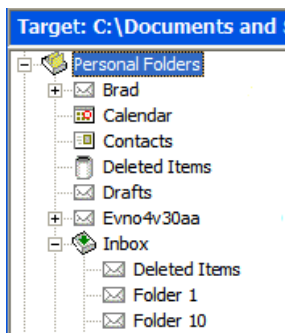 Target: C:\Documents and
Personal Folders
Brad
Calendar
Contacts
Deleted Items
Drafts
Evno4v30aa
Inbox
Deleted Items
Folder 1
Folder 10